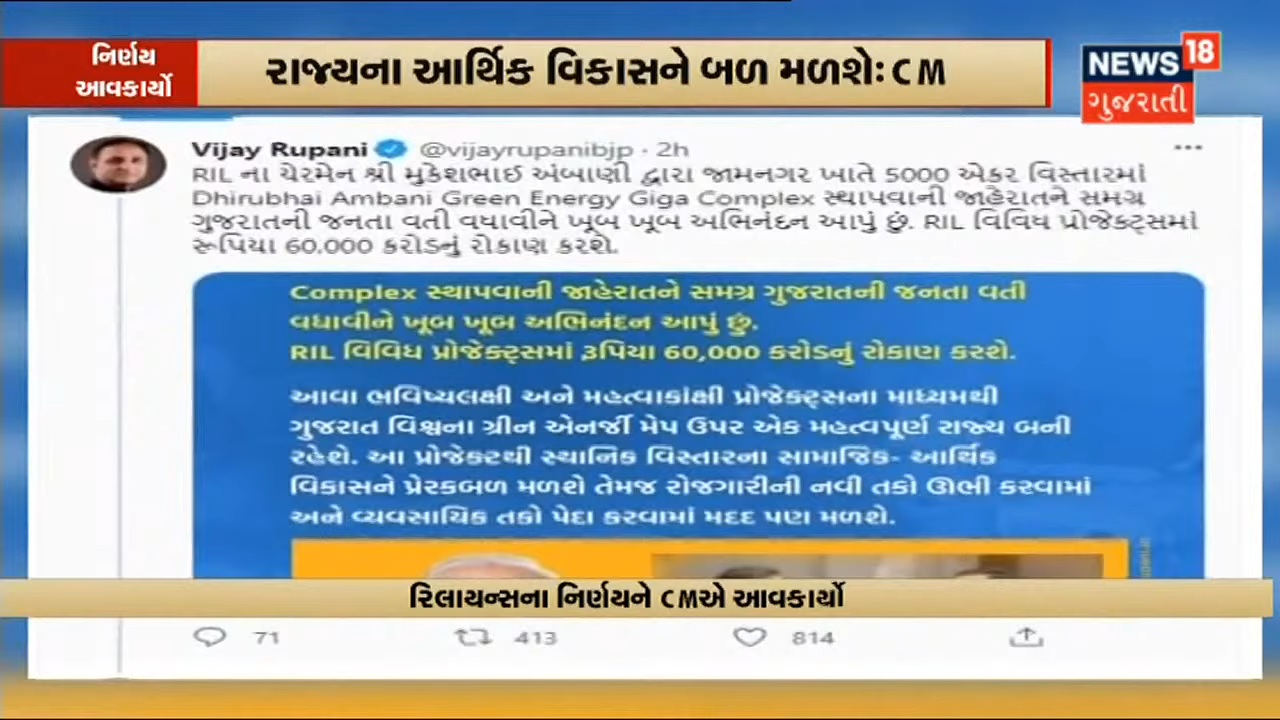 નિર્ણય
આવકાર્યો
રાજ્યના આર્થિક વિકાસને બળ મળશેઃ CM
NEWS 18
ગુજરાતી
Vijay Rupani @vijayrupanibjp · 2h
RIL ના ચેરમેન શ્રી મુકેશભાઈ અંબાણી દ્વારા જામનગર ખાતે 5000 એકર વિસ્તારમાં
Dhirubhai Ambani Green Energy Giga Complex સ્થાપવાની જાહેરાતને સમગ્ર
ગુજરાતની જનતા વતી વધાવીને ખૂબ ખૂબ અભિનંદન આપું છું. RIL વિવિધ પ્રોજેક્ટ્સમાં
રૂપિયા 60.000 કરોડનું રોકાણ કરશે.
Complex સ્થાપવાની જાહેરાતને સમગ્ર ગુજરાતની જનતા વતી
વધાવીને ખૂબ ખૂબ અભિનંદન આપું છું.
RIL વિવિધ પ્રોજેક્ટ્સમાં રૂપિયા 60,000 કરોડનું રોકાણ કરશે.
આવા ભવિષ્યલક્ષી અને મહત્વાકાંક્ષી પ્રોજેક્ટ્સના માધ્યમથી
ગુજરાત વિશ્વના ગ્રીન એનર્જી મેપ ઉપર એક મહત્વપૂર્ણ રાજ્ય બની
રહેશે. આ પ્રોજેક્ટથી સ્થાનિક વિસ્તારના સામાજિક- આર્થિક
વિકાસને પ્રેરકબળ મળશે તેમજ રોજગારીની નવી તકો ઊભી કરવામાં
અને વ્યવસાયિક તકો પેદા કરવામાં મદદ પણ મળશે.
રિલાયન્સના નિર્ણયને CMએ આવકાર્યો
71 413 814